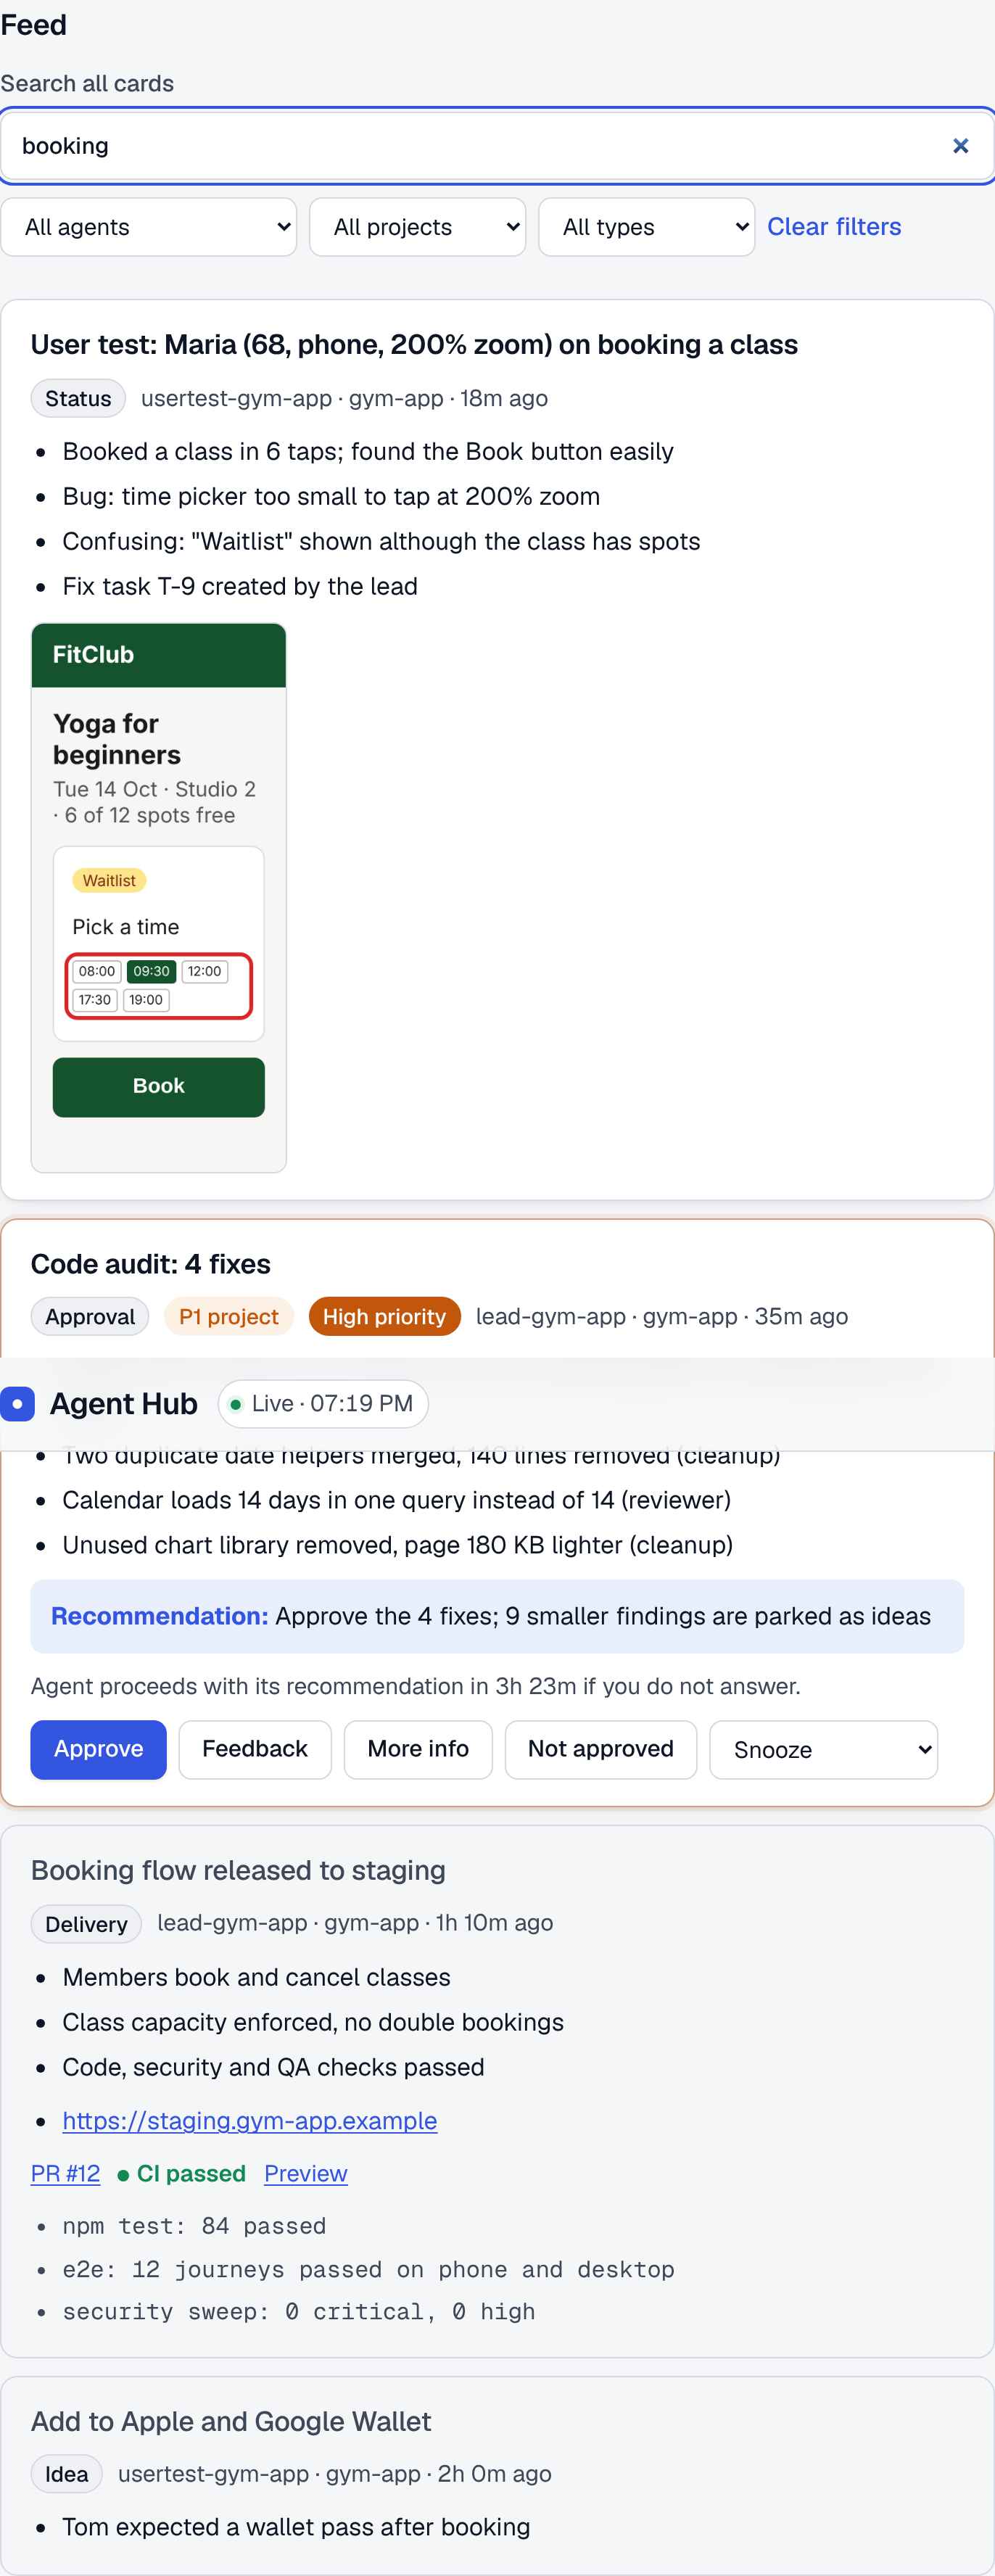 Feed
Search all cards
booking
All agents
All projects
All types
Clear filters
User test: Maria (68, phone, 200% zoom) on booking a class
Status usertest-gym-app · gym-app · 18m ago
• Booked a class in 6 taps; found the Book button easily
• Bug: time picker too small to tap at 200% zoom
• Confusing: "Waitlist" shown although the class has spots
• Fix task T-9 created by the lead
FitClub
Yoga for
beginners
Tue 14 Oct · Studio 2
· 6 of 12 spots free
Waitlist
Pick a time
08:00 09:30 12:00
17:30 19:00
Book
Code audit: 4 fixes
Approval P1 project High priority lead-gym-app · gym-app · 35m ago
Agent Hub Live · 07:19 PM
• Two duplicate date helpers merged, 140 lines removed (cleanup)
• Calendar loads 14 days in one query instead of 14 (reviewer)
• Unused chart library removed, page 180 KB lighter (cleanup)
Recommendation: Approve the 4 fixes; 9 smaller findings are parked as ideas
Agent proceeds with its recommendation in 3h 23m if you do not answer.
Approve Feedback More info Not approved Snooze
Booking flow released to staging
Delivery lead-gym-app · gym-app · 1h 10m ago
• Members book and cancel classes
• Class capacity enforced, no double bookings
• Code, security and QA checks passed
• https://staging.gym-app.example
PR #12 CI passed Preview
• npm test: 84 passed
• e2e: 12 journeys passed on phone and desktop
• security sweep: 0 critical, 0 high
Add to Apple and Google Wallet
Idea usertest-gym-app · gym-app · 2h 0m ago
• Tom expected a wallet pass after booking